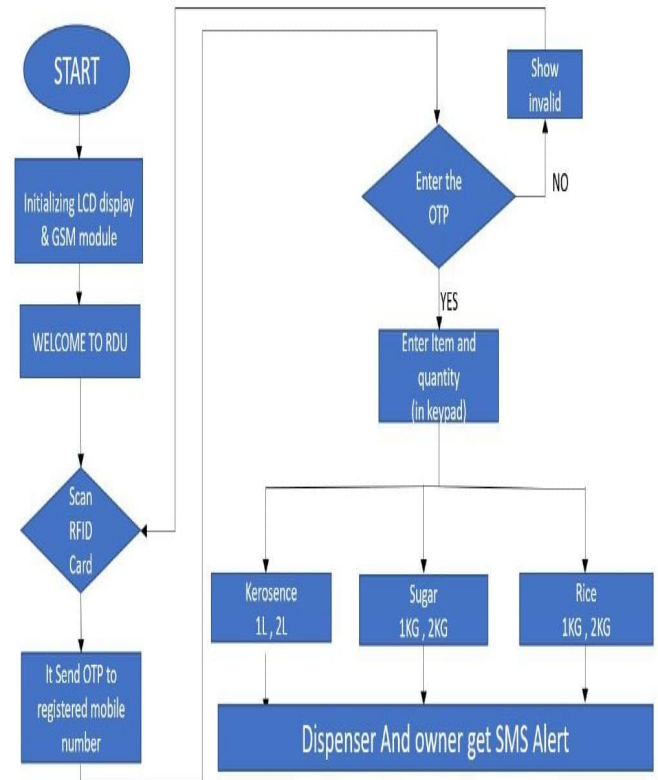 START
Initializing LCD display
& GSM module
WELCOME TO RDU
Scan
RFID
Card
It Send OTP to
registered mobile
number
Enter the
OTP
NO
Show
invalid
YES
Enter Item and
quantity
(in keypad)
Kerosence
1L , 2L
Sugar
1KG , 2KG
Rice
1KG , 2KG
Dispenser And owner get SMS Alert